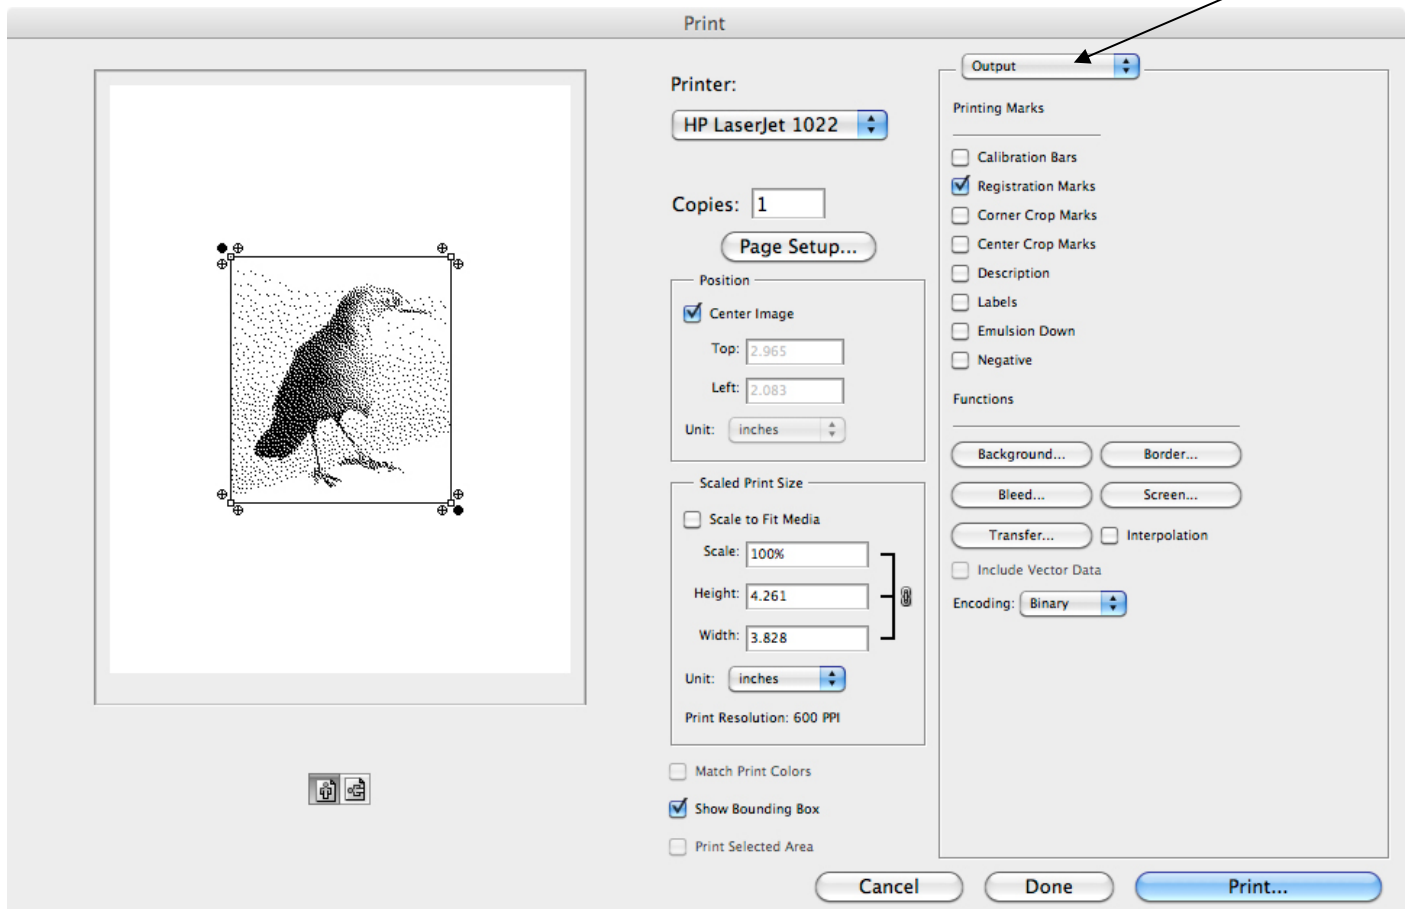 Print
Printer:
HP LaserJet 1022
Copies: 1
Page Setup...
Position
Center Image
Top: 2.965
Left: 2.083
Unit: inches
Scaled Print Size
Scale to Fit Media
Scale: 100%
Height: 4.261
Width: 3.828
Unit: inches
Print Resolution: 600 PPI
Match Print Colors
Show Bounding Box
Print Selected Area
Output
Printing Marks
Calibration Bars
Registration Marks
Corner Crop Marks
Center Crop Marks
Description
Labels
Emulsion Down
Negative
Functions
Background... Border...
Bleed... Screen...
Transfer... Interpolation
Include Vector Data
Encoding: Binary
Cancel Done Print...